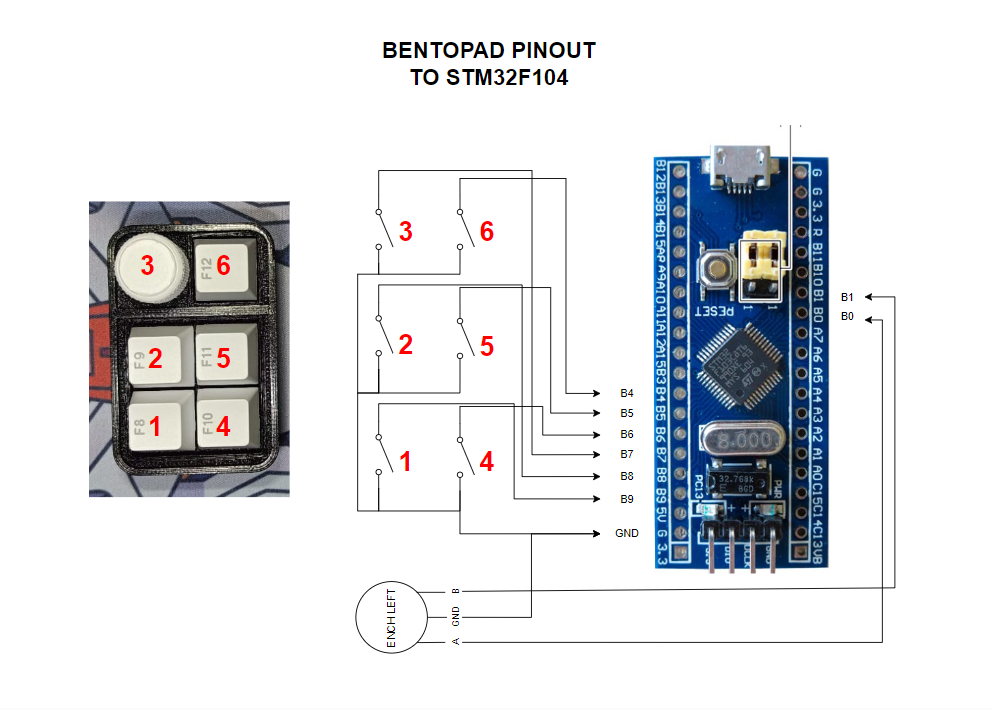 BENTOPAD PINOUT
TO STM32F104
3
6
F12
2
F9
5
F11
1
F8
4
F10
3
6
2
5
1
4
B4
B5
B6
B7
B8
B9
GND
B1
B0
ENCH LEFT
B
GND
A
B12
B13
B14
B15
A8
A9
A10
A11
A12
A15
B3
B4
B5
B6
B7
B8
B9
5V
G
3.3
RESET
8.000
32.768k
PC13
PWR
G
G
3.3
R
B11
B10
B1
B0
A7
A6
A5
A4
A3
A2
A1
A0
C15
C14
C13
VB